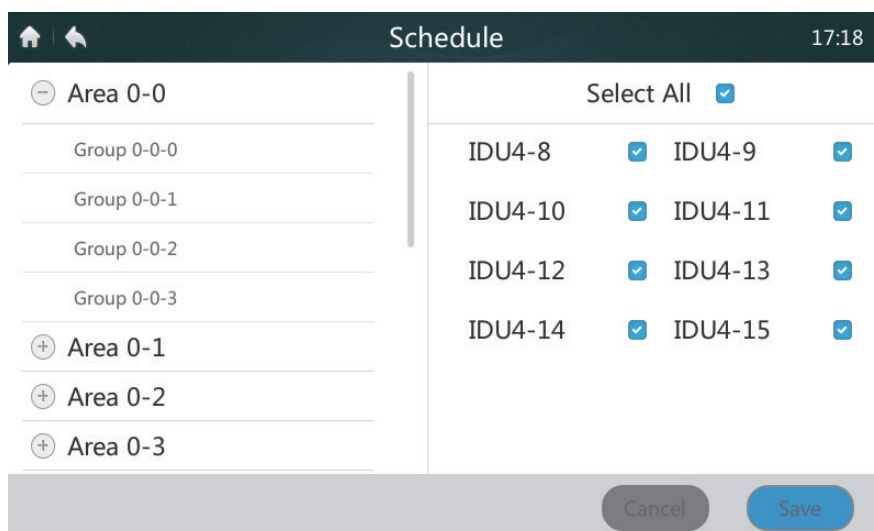 Schedule 17:18
Area 0-0
Group 0-0-0
Group 0-0-1
Group 0-0-2
Group 0-0-3
Area 0-1
Area 0-2
Area 0-3
Select All
IDU4-8 IDU4-9
IDU4-10 IDU4-11
IDU4-12 IDU4-13
IDU4-14 IDU4-15
Cancel Save